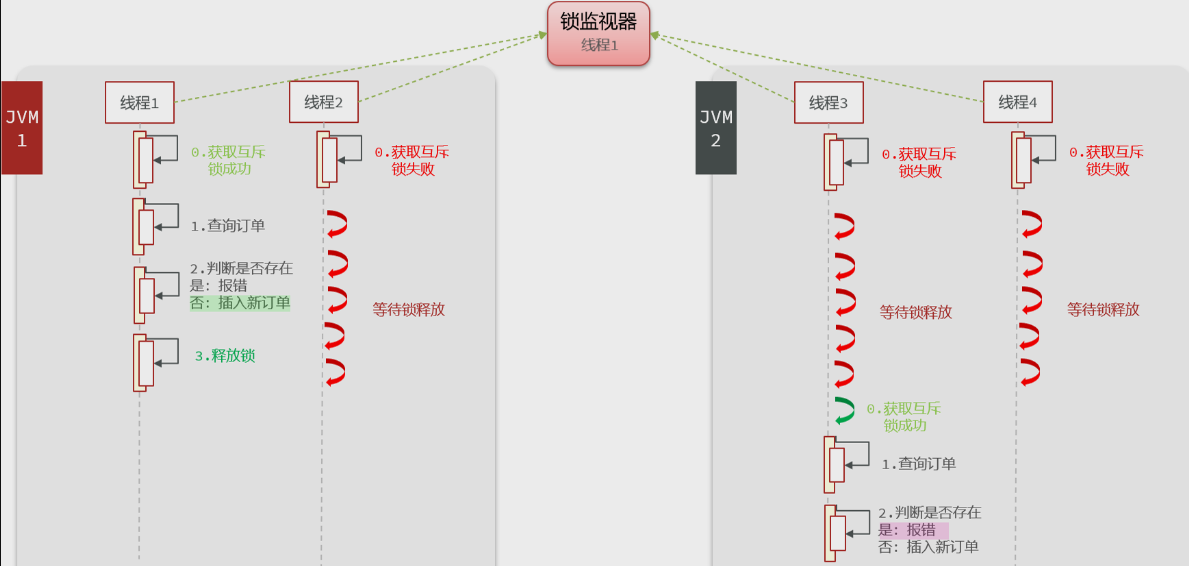 锁监视器
线程1
JVM
1
线程1
0.获取互斥
锁成功
1.查询订单
2.判断是否存在
是：报错
否：插入新订单
3.释放锁
线程2
0.获取互斥
锁失败
等待锁释放
JVM
2
线程3
0.获取互斥
锁失败
等待锁释放
0.获取互斥
锁成功
1.查询订单
2.判断是否存在
是：报错
否：插入新订单
线程4
0.获取互斥
锁失败
等待锁释放